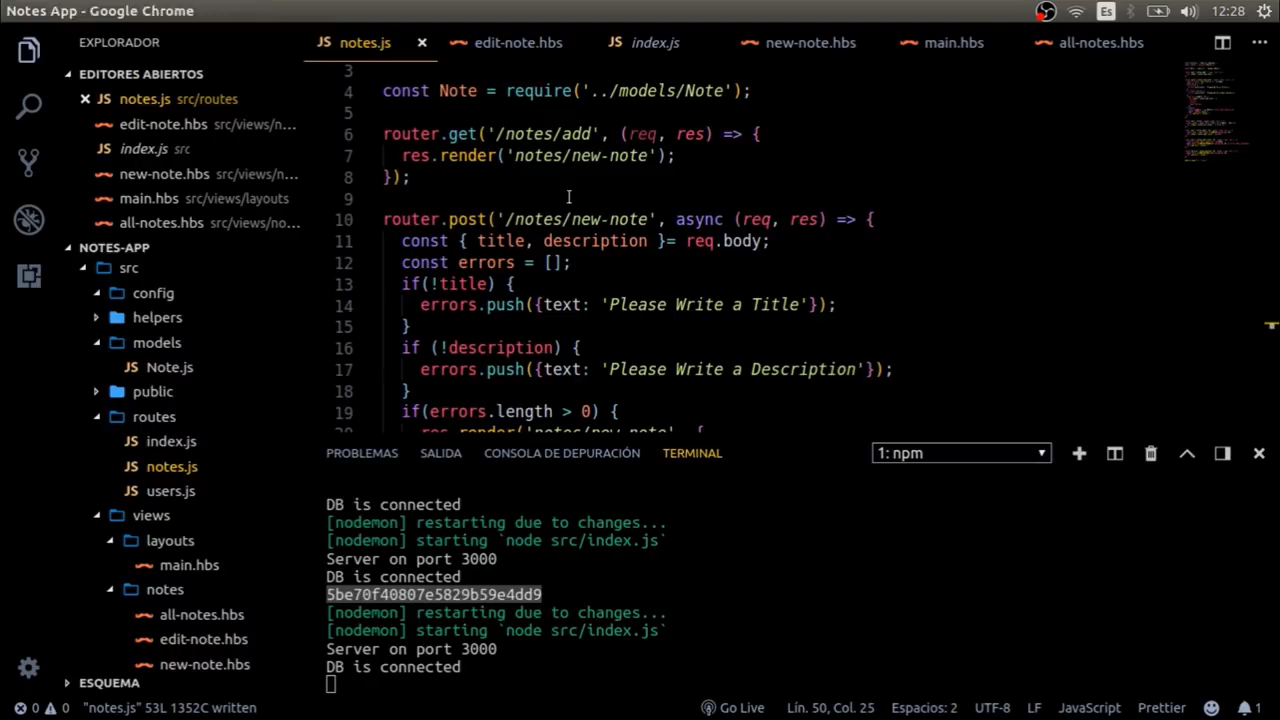 Notes App - Google Chrome
Es
12:28
EXPLORADOR
EDITORES ABIERTOS
notes.js src/routes
edit-note.hbs src/views/n...
index.js src
new-note.hbs src/views/n...
main.hbs src/views/layouts
all-notes.hbs src/views/no...
NOTES-APP
src
config
helpers
models
Note.js
public
routes
index.js
notes.js
users.js
views
layouts
main.hbs
notes
all-notes.hbs
edit-note.hbs
new-note.hbs
ESQUEMA
JS notes.js
edit-note.hbs
JS index.js
new-note.hbs
main.hbs
all-notes.hbs
3
4 const Note = require('../models/Note');
5
6 router.get('/notes/add', (req, res) => {
7 res.render('notes/new-note');
8 });
9
10 router.post('/notes/new-note', async (req, res) => {
11 const { title, description }= req.body;
12 const errors = [];
13 if(!title) {
14 errors.push({text: 'Please Write a Title'});
15 }
16 if (!description) {
17 errors.push({text: 'Please Write a Description'});
18 }
19 if(errors.length > 0) {
20 res.render('notes/new-note', {
PROBLEMAS SALIDA CONSOLA DE DEPURACIÓN TERMINAL
1: npm
DB is connected
[nodemon] restarting due to changes...
[nodemon] starting `node src/index.js`
Server on port 3000
DB is connected
5be70f40807e5829b59e4dd9
[nodemon] restarting due to changes...
[nodemon] starting `node src/index.js`
Server on port 3000
DB is connected
0 0 "notes.js" 53L 1352C written
Go Live Lín. 50, Col. 25 Espacios: 2 UTF-8 LF JavaScript Prettier 1